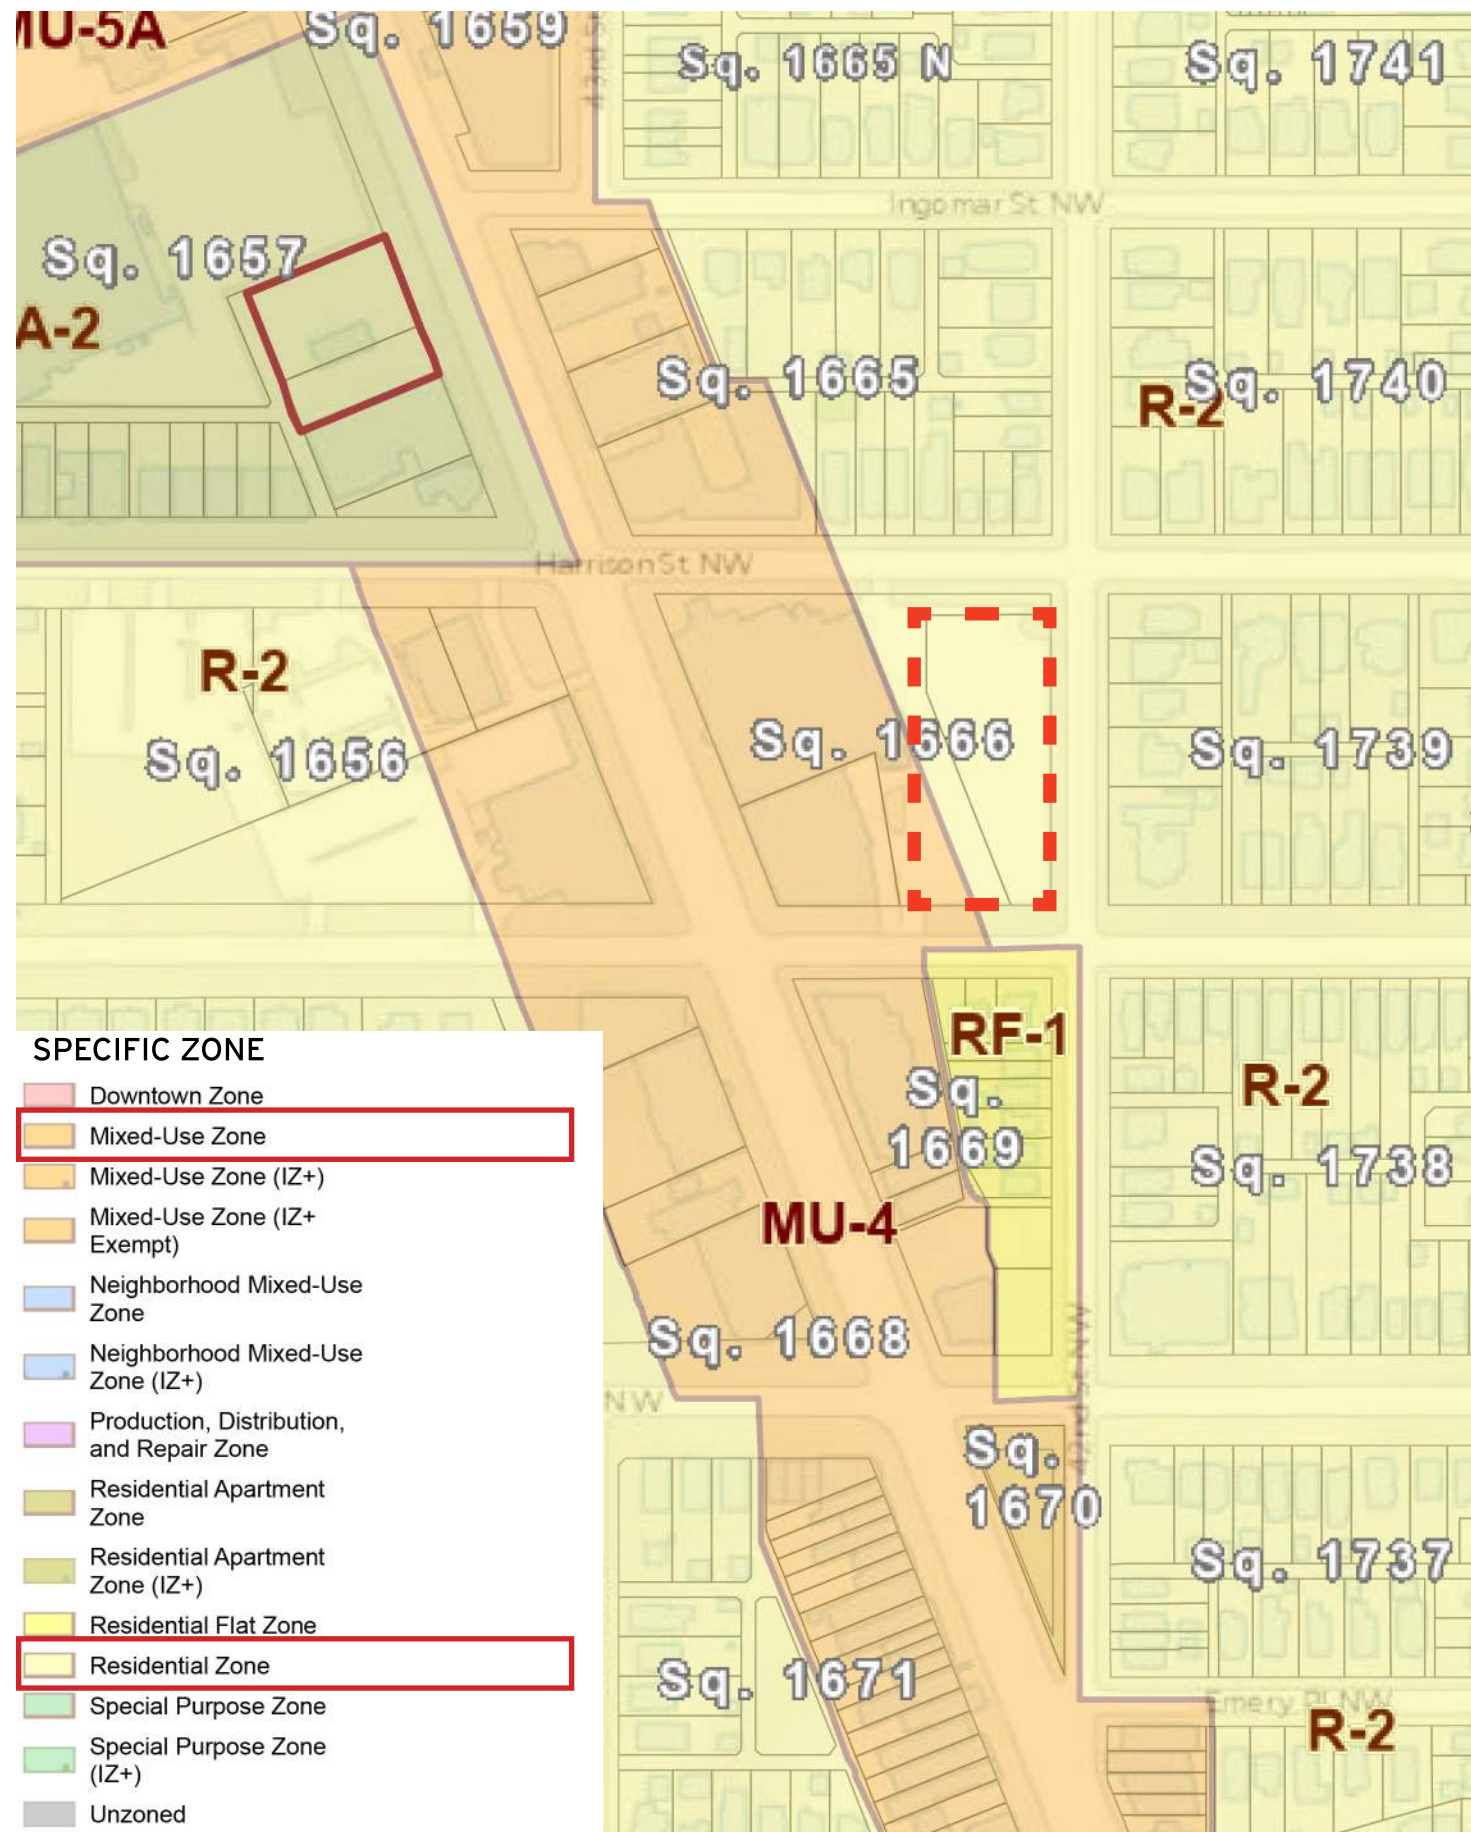 MU-5A
Sq. 1659
43rd St
Sq. 1665 N
Sq. 1741
Ingomar St NW
Sq. 1657
A-2
Sq. 1665
Sq. 1740
R-2
Harrison St NW
R-2
Sq. 1656
Sq. 1666
Sq. 1739
RF-1
Sq.
1669
R-2
Sq. 1738
MU-4
Sq. 1668
42nd St NW
NW
Sq.
1670
Sq. 1737
Sq. 1671
Emery Pl NW
R-2
SPECIFIC ZONE
Downtown Zone
Mixed-Use Zone
Mixed-Use Zone (IZ+)
Mixed-Use Zone (IZ+
Exempt)
Neighborhood Mixed-Use
Zone
Neighborhood Mixed-Use
Zone (IZ+)
Production, Distribution,
and Repair Zone
Residential Apartment
Zone
Residential Apartment
Zone (IZ+)
Residential Flat Zone
Residential Zone
Special Purpose Zone
Special Purpose Zone
(IZ+)
Unzoned